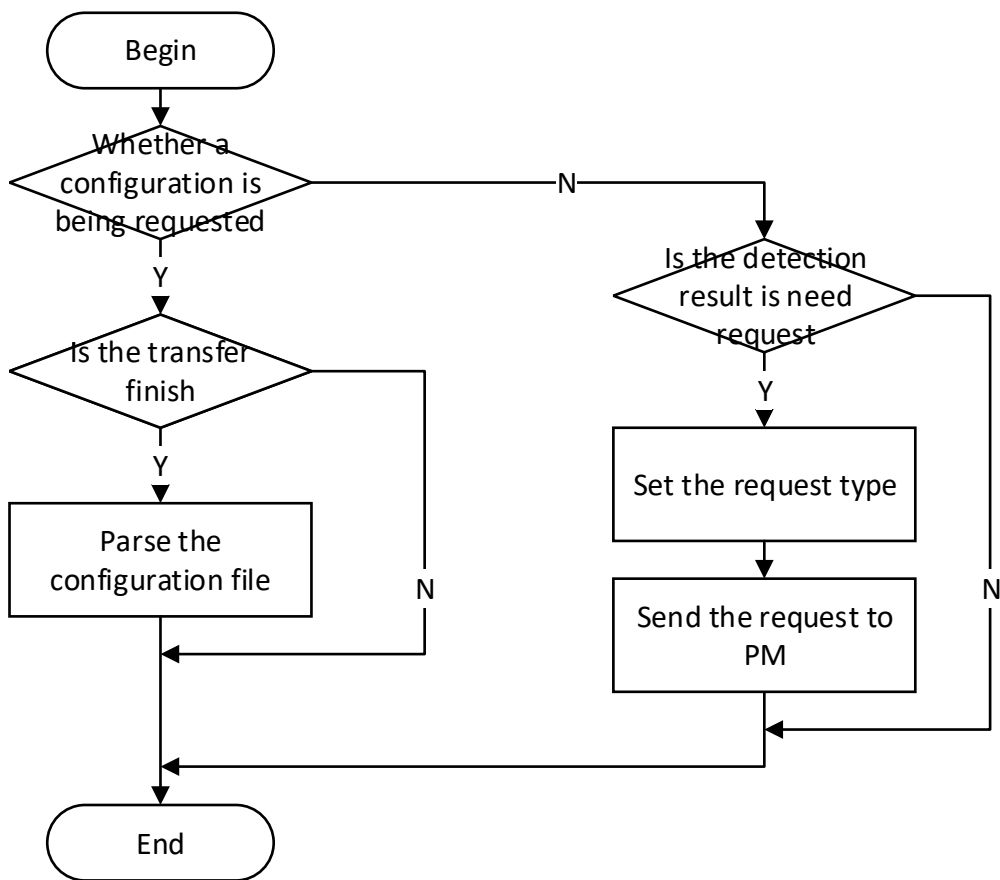 Begin
Whether a
configuration is
being requested
N
Y
Is the detection
result is need
request
Is the transfer
finish
Y
Y
Set the request type
Parse the
configuration file
N
N
Send the request to
PM
End